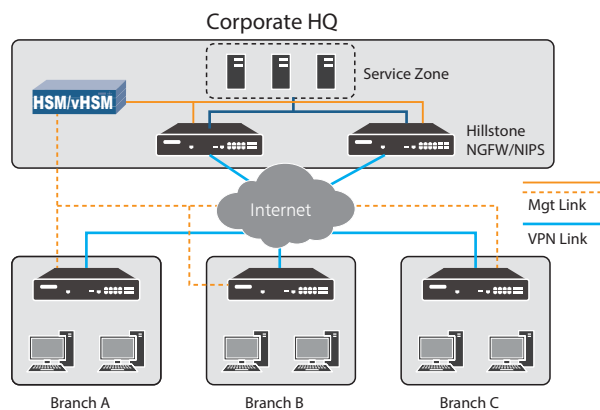 Corporate HQ
Service Zone
HSM/vHSM
Hillstone
NGFW/NIPS
Internet
Mgt Link
VPN Link
Branch A
Branch B
Branch C